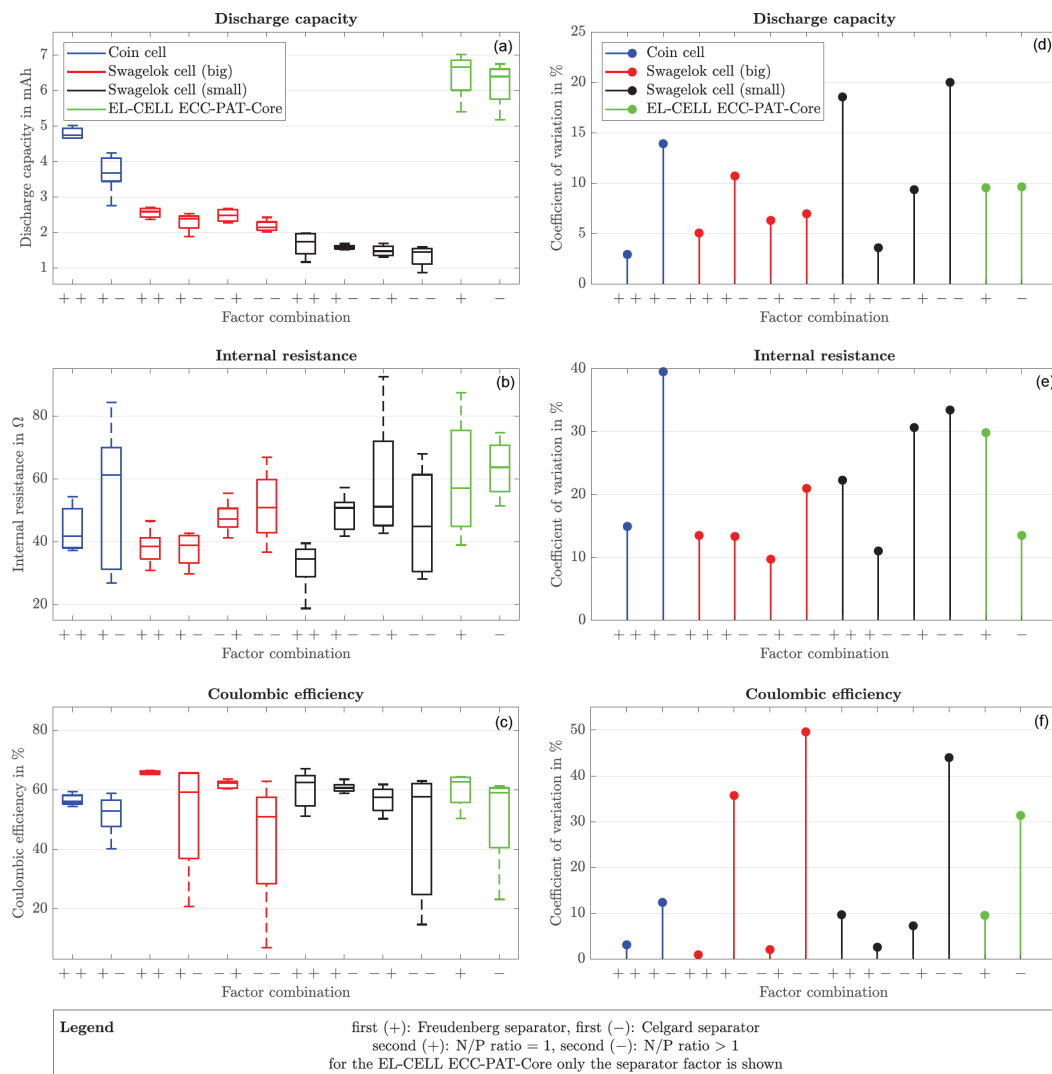 Discharge capacity
(a)
Coin cell
Swagelok cell (big)
Swagelok cell (small)
EL-CELL ECC-PAT-Core
Discharge capacity in mAh
7
6
5
4
3
2
1
+ + + − + + + − − + − − + + + − − + − − + −
Factor combination
Discharge capacity
(d)
Coin cell
Swagelok cell (big)
Swagelok cell (small)
EL-CELL ECC-PAT-Core
Coefficient of variation in %
25
20
15
10
5
0
+ + + − + + + − − + − − + + + − − + − − + −
Factor combination
Internal resistance
(b)
Internal resistance in Ω
80
60
40
20
+ + + − + + + − − + − − + + + − − + − − + −
Factor combination
Internal resistance
(e)
Coefficient of variation in %
40
30
20
10
0
+ + + − + + + − − + − − + + + − − + − − + −
Factor combination
Coulombic efficiency
(c)
Coulombic efficiency in %
80
60
40
20
+ + + − + + + − − + − − + + + − − + − − + −
Factor combination
Coulombic efficiency
(f)
Coefficient of variation in %
50
40
30
20
10
0
+ + + − + + + − − + − − + + + − − + − − + −
Factor combination
Legend
first (+): Freudenberg separator, first (−): Celgard separator
second (+): N/P ratio = 1, second (−): N/P ratio > 1
for the EL-CELL ECC-PAT-Core only the separator factor is shown